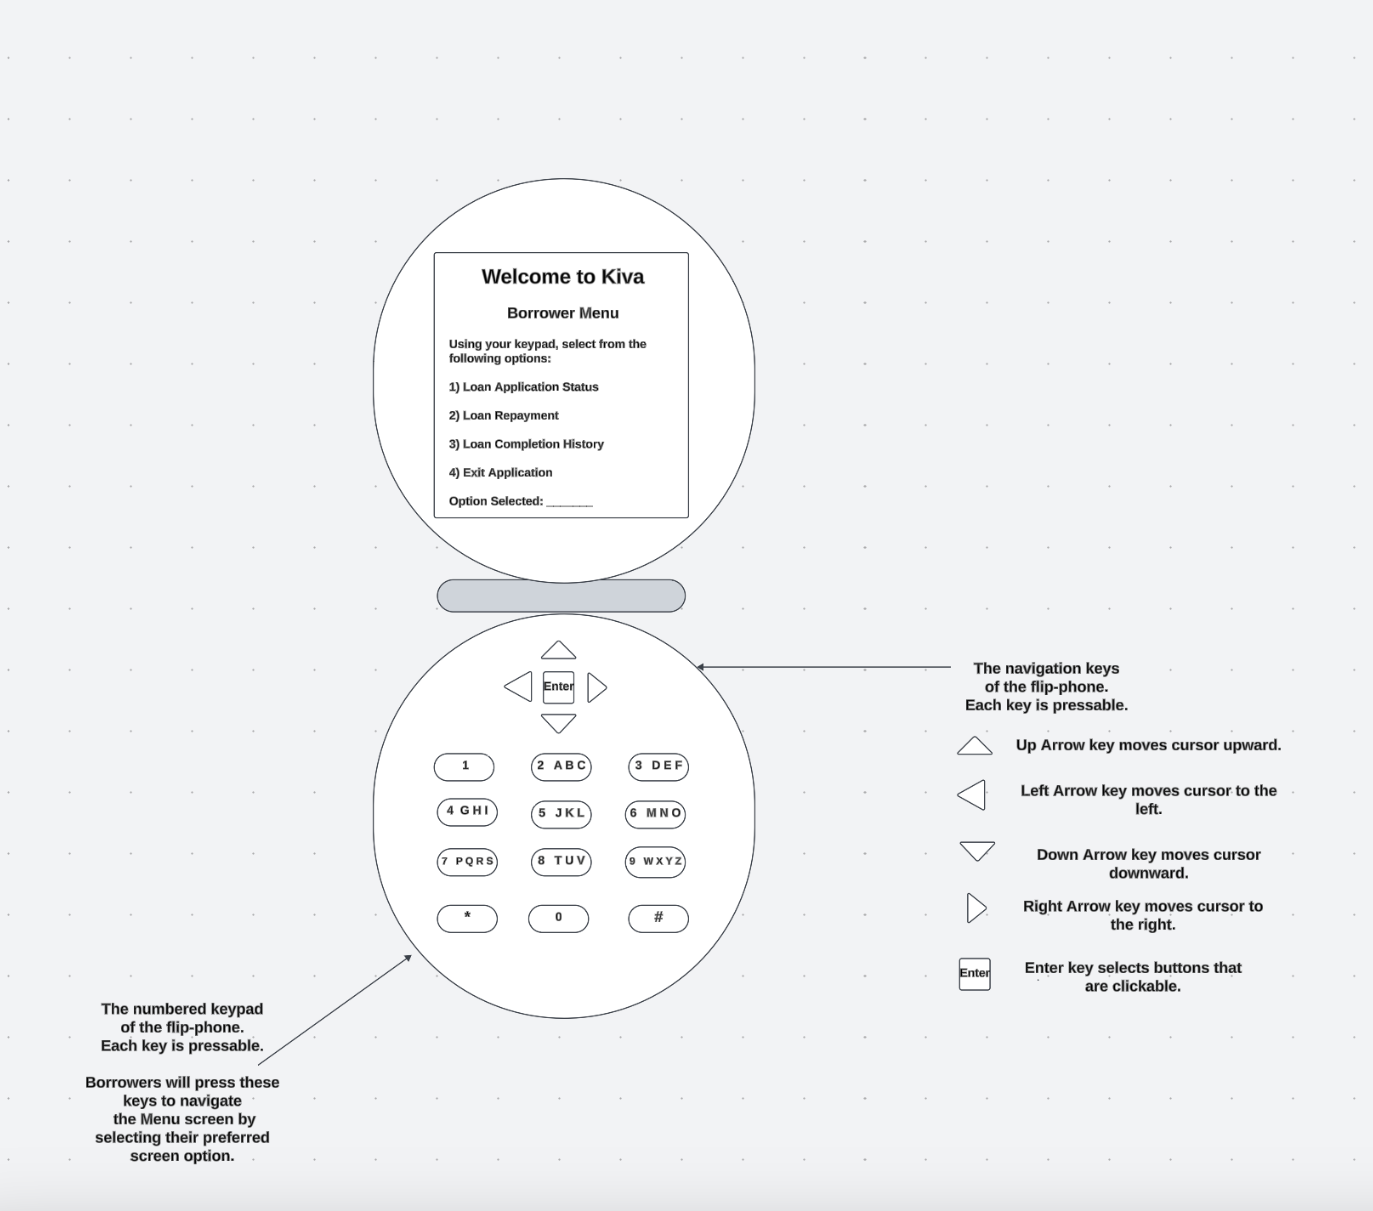 Welcome to Kiva
Borrower Menu
Using your keypad, select from the
following options:
1) Loan Application Status
2) Loan Repayment
3) Loan Completion History
4) Exit Application
Option Selected: _______
Enter
1
2 ABC
3 DEF
4 GHI
5 JKL
6 MNO
7 PQRS
8 TUV
9 WXYZ
*
0
#
The navigation keys
of the flip-phone.
Each key is pressable.
Up Arrow key moves cursor upward.
Left Arrow key moves cursor to the
left.
Down Arrow key moves cursor
downward.
Right Arrow key moves cursor to
the right.
Enter
Enter key selects buttons that
are clickable.
The numbered keypad
of the flip-phone.
Each key is pressable.
Borrowers will press these
keys to navigate
the Menu screen by
selecting their preferred
screen option.